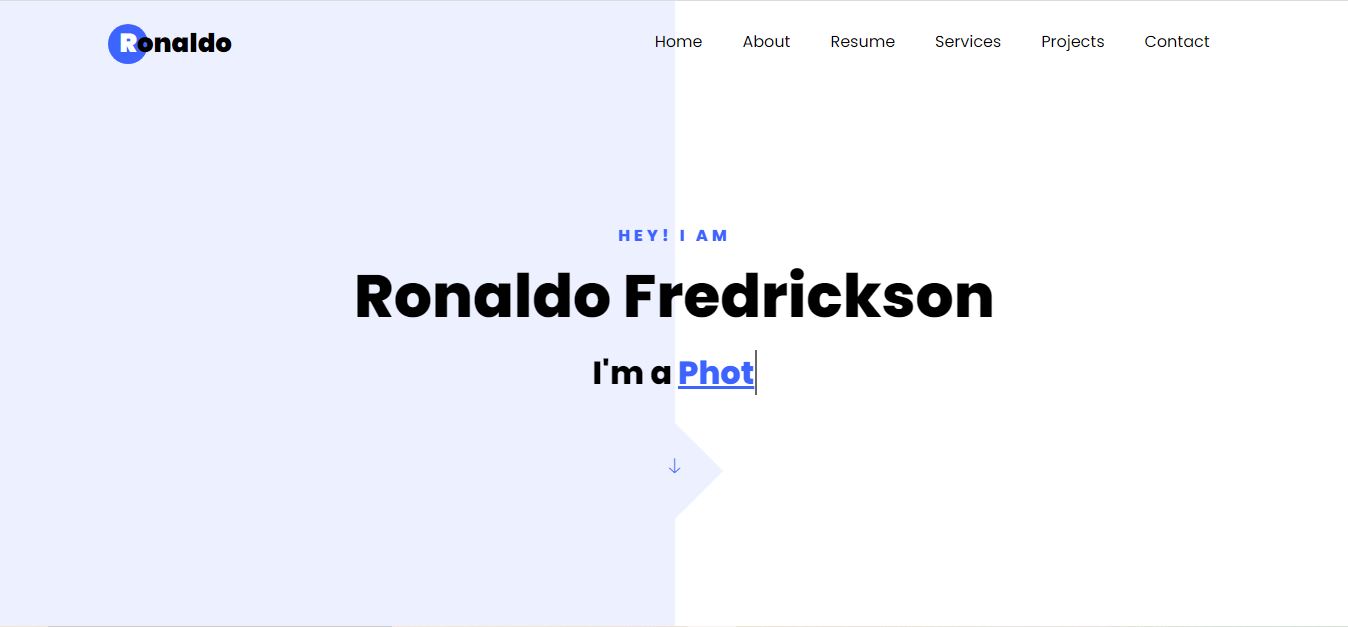 Ronaldo
Home About Resume Services Projects Contact
HEY! I AM
Ronaldo Fredrickson
I'm a Phot